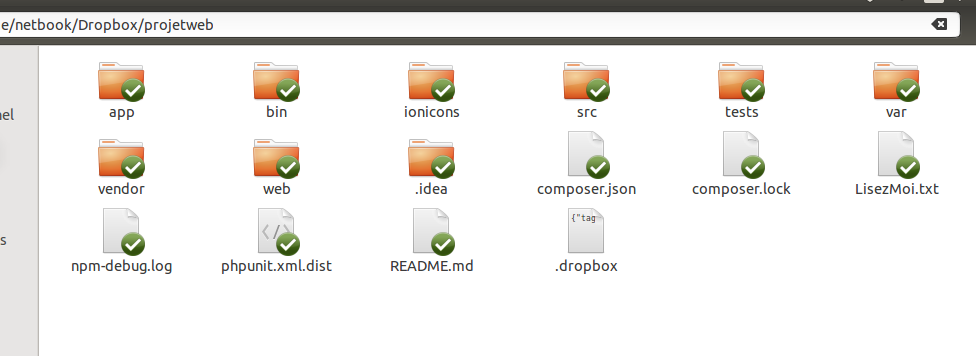 e/netbook/Dropbox/projetweb
app
bin
ionicons
src
tests
var
nel
vendor
web
.idea
composer.json
composer.lock
LisezMoi.txt
s
{"tag
npm-debug.log
phpunit.xml.dist
README.md
.dropbox